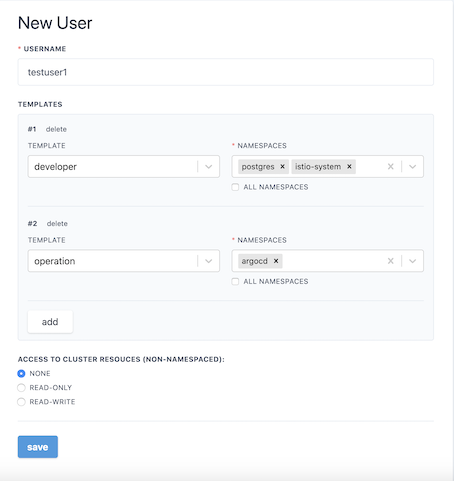 New User
* USERNAME
testuser1
TEMPLATES
#1 delete
TEMPLATE * NAMESPACES
developer postgres × istio-system × ×
ALL NAMESPACES
#2 delete
TEMPLATE * NAMESPACES
operation argocd × ×
ALL NAMESPACES
add
ACCESS TO CLUSTER RESOUCES (NON-NAMESPACED):
NONE
READ-ONLY
READ-WRITE
save